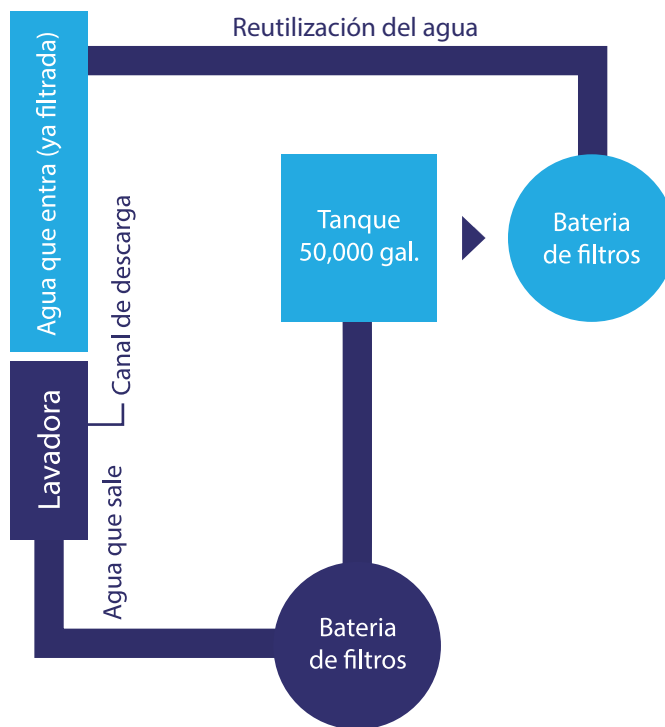 Reutilización del agua
Agua que entra (ya filtrada)
Canal de descarga
Tanque
50,000 gal.
Bateria
de filtros
Lavadora
Agua que sale
Bateria
de filtros